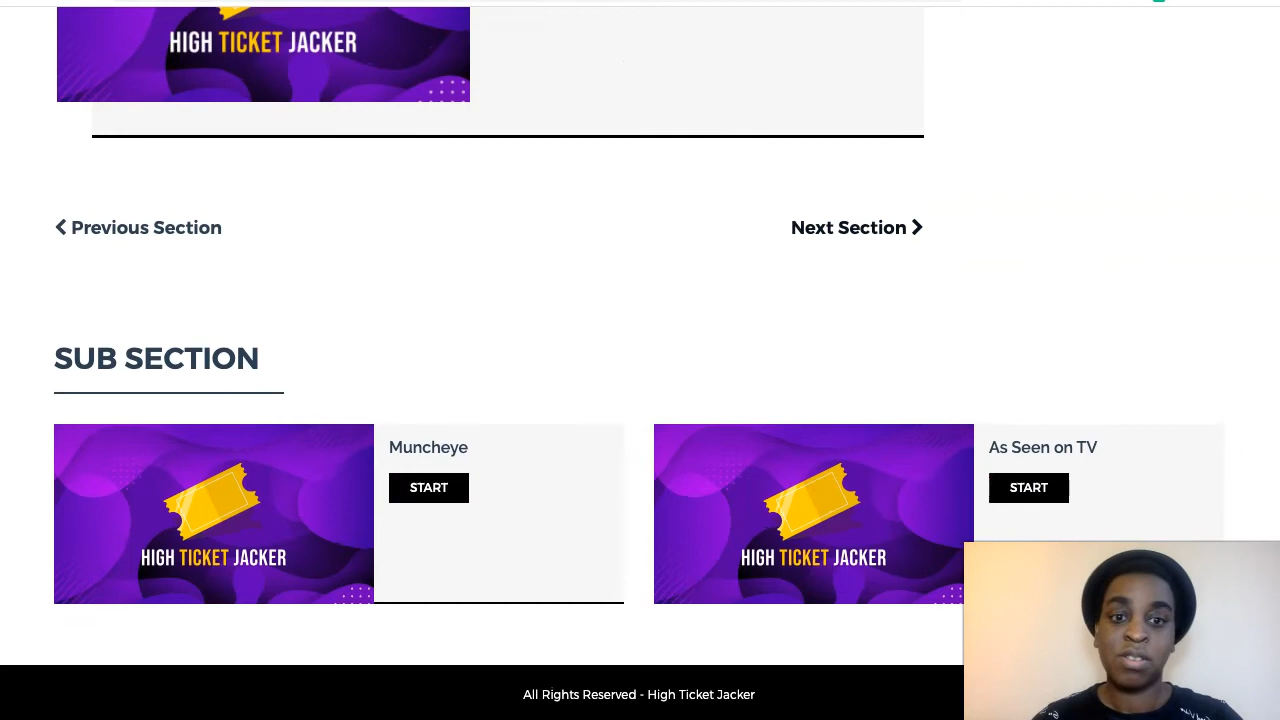 HIGH TICKET JACKER
Previous Section
Next Section
SUB SECTION
Muncheye
START
HIGH TICKET JACKER
As Seen on TV
START
HIGH TICKET JACKER
All Rights Reserved - High Ticket Jacker